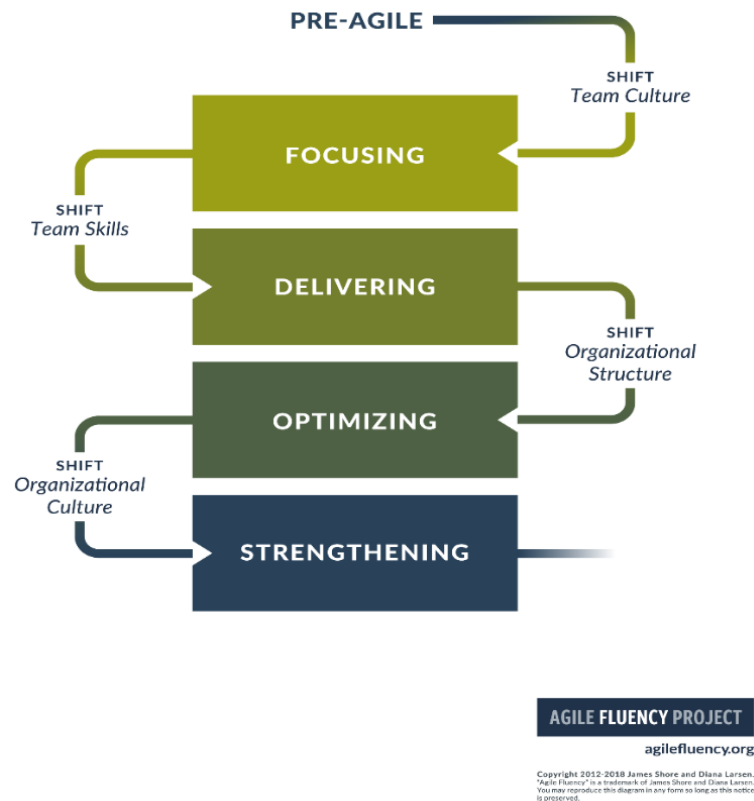 PRE-AGILE
SHIFT
Team Culture
FOCUSING
SHIFT
Team Skills
DELIVERING
SHIFT
Organizational
Structure
OPTIMIZING
SHIFT
Organizational
Culture
STRENGTHENING
AGILE FLUENCY PROJECT
agilefluency.org
Copyright 2012-2018 James Shore and Diana Larsen.
"Agile Fluency" is a trademark of James Shore and Diana Larsen.
You may reproduce this diagram in any form so long as this notice
is preserved.